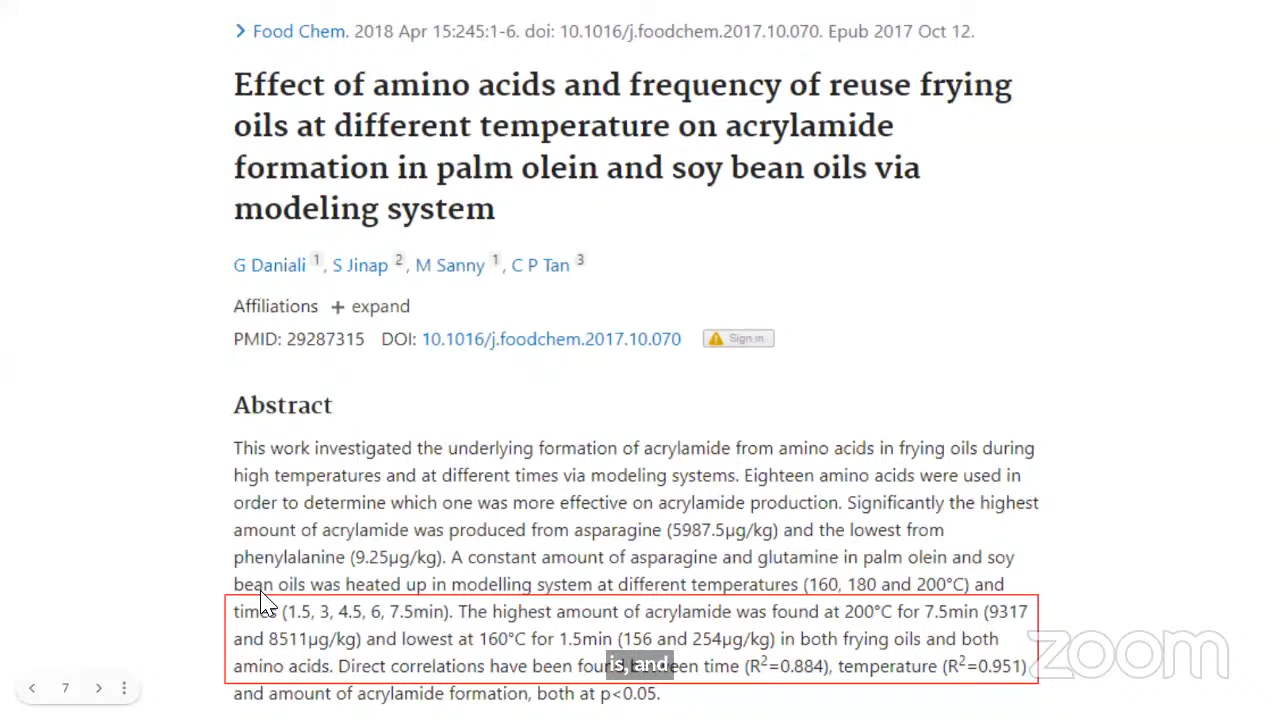 Food Chem. 2018 Apr 15:245:1-6. doi: 10.1016/j.foodchem.2017.10.070. Epub 2017 Oct 12.
Effect of amino acids and frequency of reuse frying
oils at different temperature on acrylamide
formation in palm olein and soy bean oils via
modeling system
G Daniali 1, S Jinap 2, M Sanny 1, C P Tan 3
Affiliations + expand
PMID: 29287315 DOI: 10.1016/j.foodchem.2017.10.070 Sign in
Abstract
This work investigated the underlying formation of acrylamide from amino acids in frying oils during
high temperatures and at different times via modeling systems. Eighteen amino acids were used in
order to determine which one was more effective on acrylamide production. Significantly the highest
amount of acrylamide was produced from asparagine (5987.5µg/kg) and the lowest from
phenylalanine (9.25µg/kg). A constant amount of asparagine and glutamine in palm olein and soy
bean oils was heated up in modelling system at different temperatures (160, 180 and 200°C) and
times (1.5, 3, 4.5, 6, 7.5min). The highest amount of acrylamide was found at 200°C for 7.5min (9317
and 8511µg/kg) and lowest at 160°C for 1.5min (156 and 254µg/kg) in both frying oils and both
amino acids. Direct correlations have been time (R2=0.884), temperature (R2=0.951)
is, and
and amount of acrylamide formation, both at p<0.05.
7
zoom